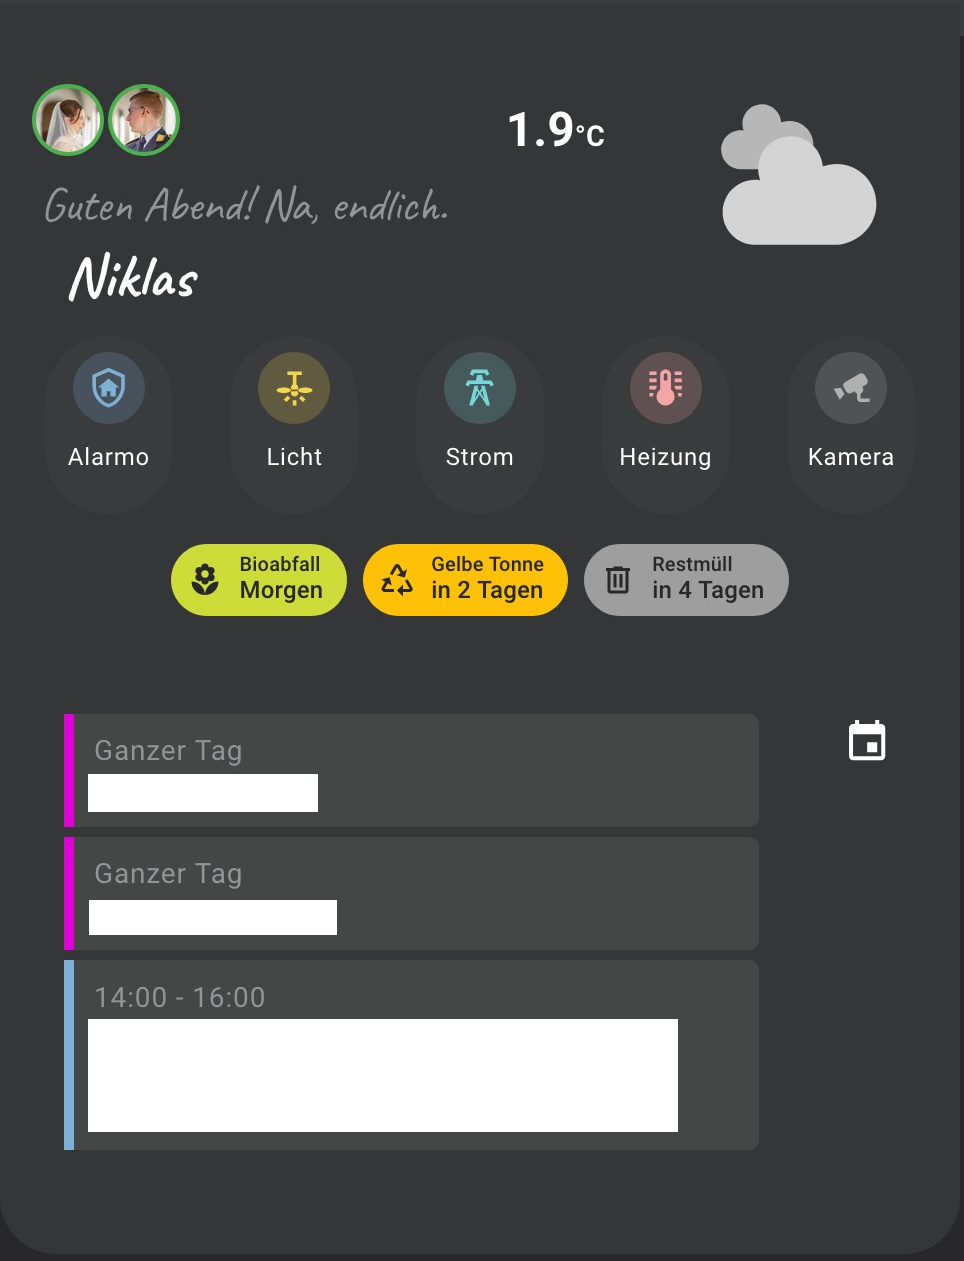 1.9°C
Guten Abend! Na, endlich.
Niklas
Alarmo
Licht
Strom
Heizung
Kamera
Bioabfall
Morgen
Gelbe Tonne
in 2 Tagen
Restmüll
in 4 Tagen
Ganzer Tag
Ganzer Tag
14:00 - 16:00